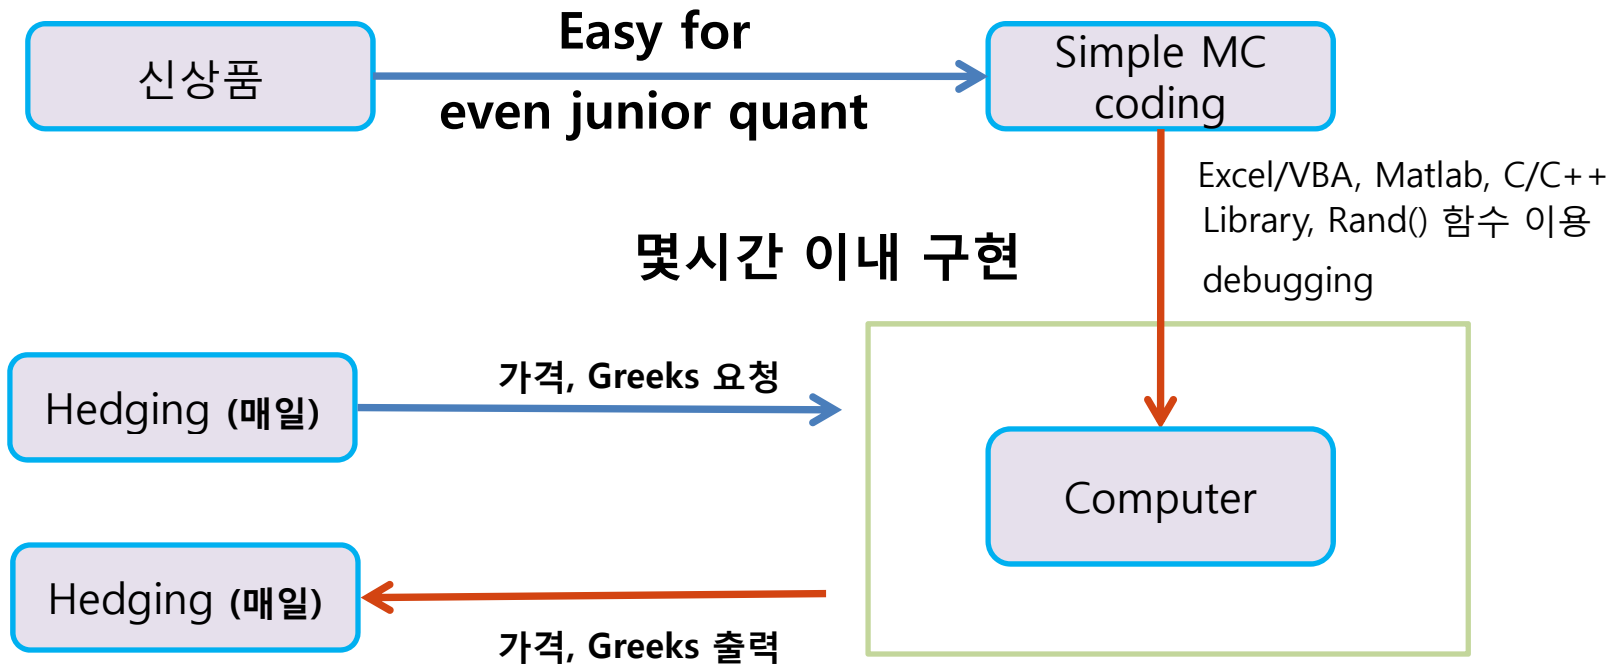 신상품
Easy for
even junior quant
Simple MC
coding
Excel/VBA, Matlab, C/C++
Library, Rand() 함수 이용
debugging
몇시간 이내 구현
Hedging (매일)
가격, Greeks 요청
Computer
Hedging (매일)
가격, Greeks 출력